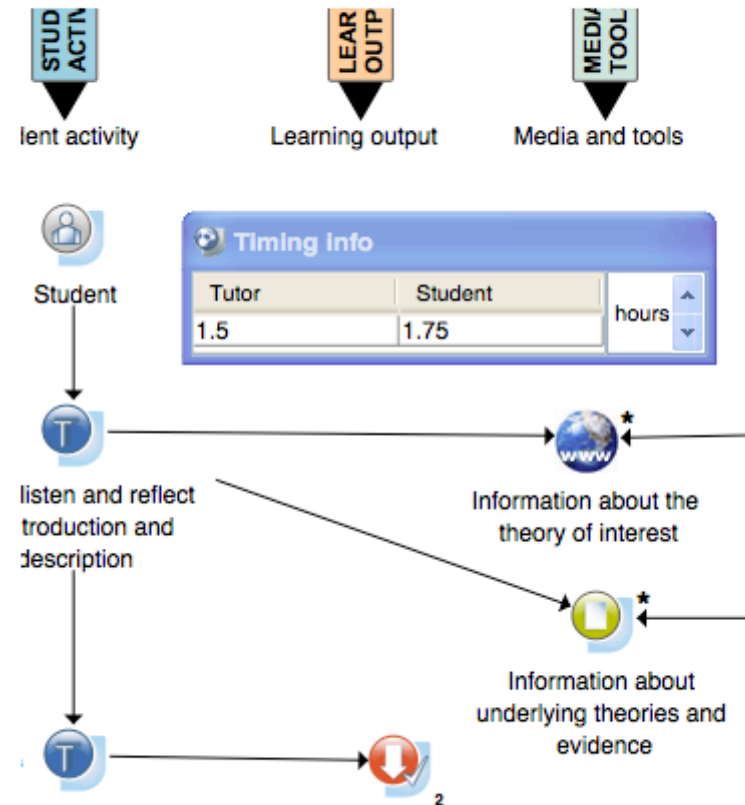 STUD
ACTIV
LEAR
OUTP
MEDIA
TOOL
lent activity
Learning output
Media and tools
Student
Timing info
Tutor
Student
hours
1.5
1.75
*
www
listen and reflect
troduction and
description
Information about the
theory of interest
*
Information about
underlying theories and
evidence
T
T
2